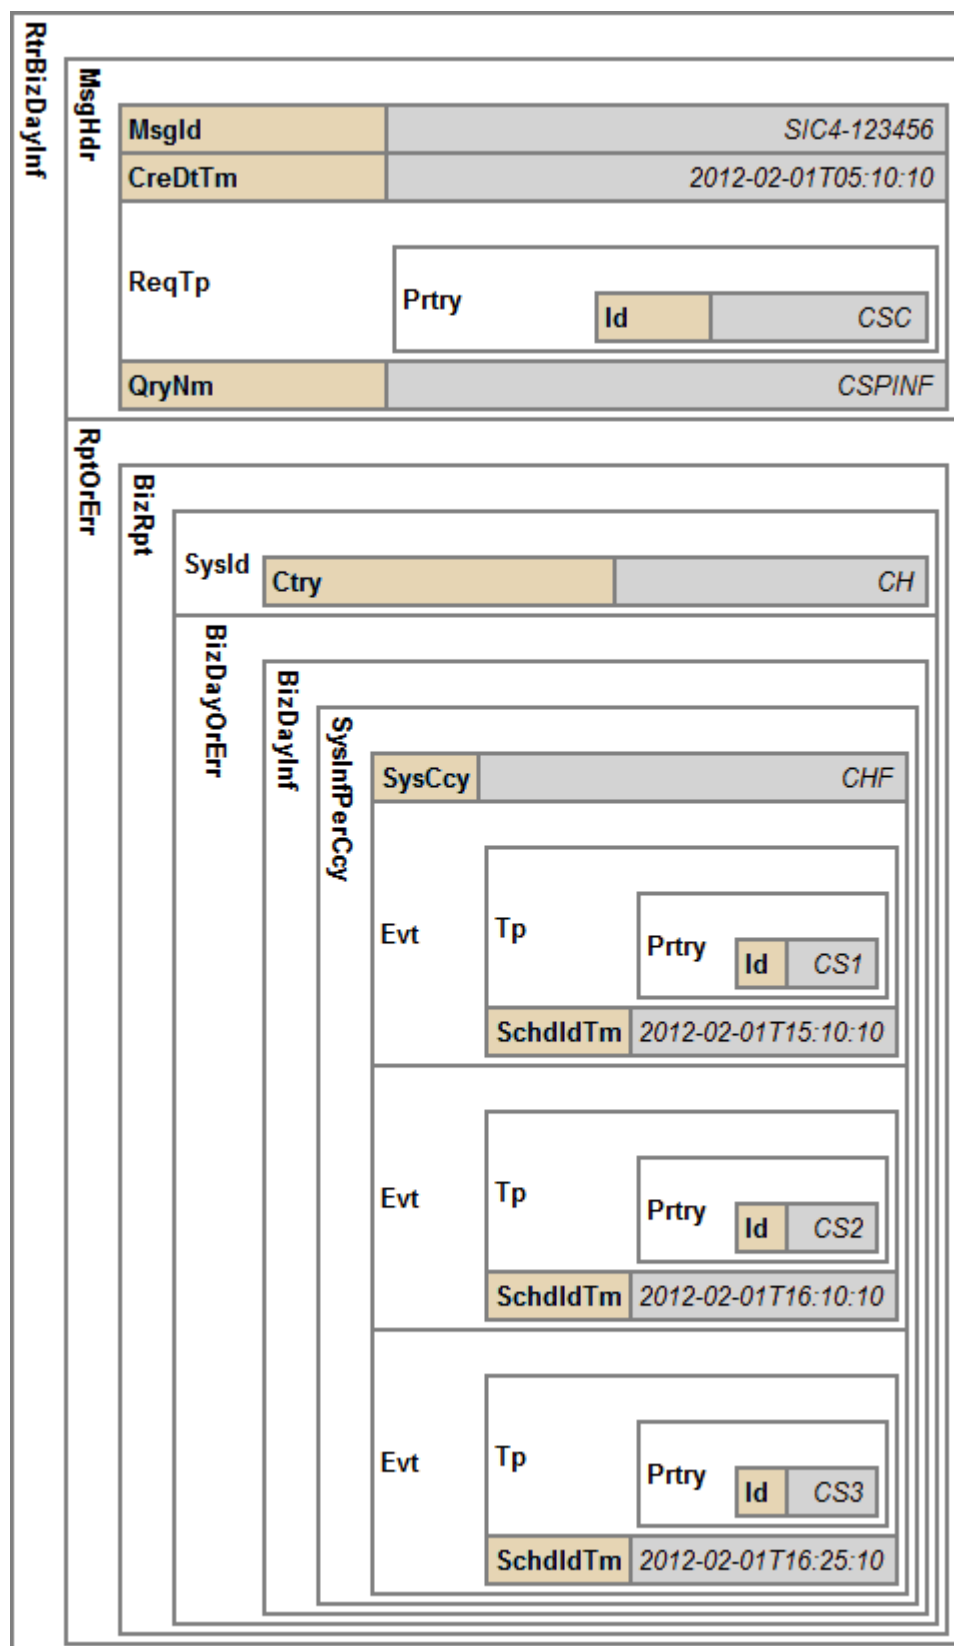 RtrBizDayInf
MsgHdr
MsgId SIC4-123456
CreDtTm 2012-02-01T05:10:10
ReqTp
Prtry
Id CSC
QryNm CSPINF
RptOrErr
BizRpt
SysId
Ctry CH
BizDayOrErr
BizDayInf
SysInfPerCcy
SysCcy CHF
Evt
Tp
Prtry
Id CS1
SchdldTm 2012-02-01T15:10:10
Evt
Tp
Prtry
Id CS2
SchdldTm 2012-02-01T16:10:10
Evt
Tp
Prtry
Id CS3
SchdldTm 2012-02-01T16:25:10